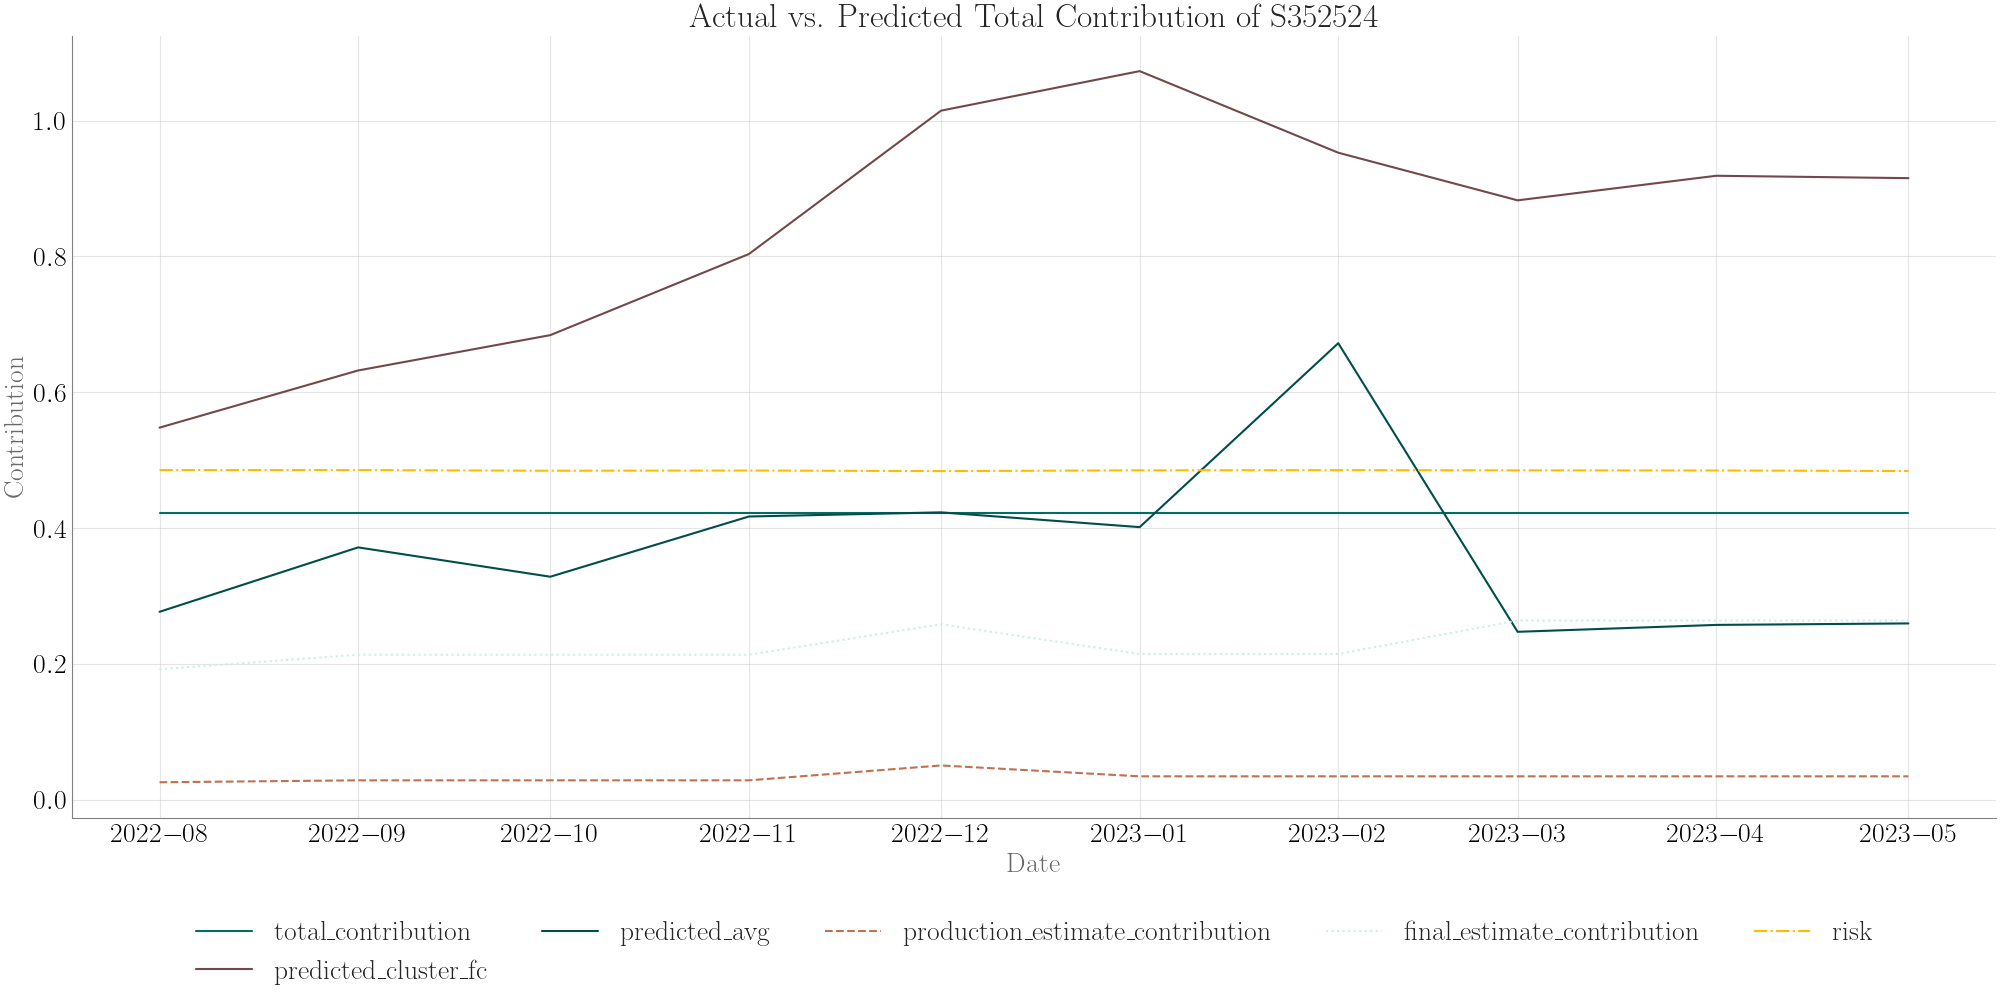 Actual vs. Predicted Total Contribution of S352524
Contribution
1.0
0.8
0.6
0.4
0.2
0.0
2022–08 2022–09 2022–10 2022–11 2022–12 2023–01 2023–02 2023–03 2023–04 2023–05
Date
total_contribution predicted_avg production_estimate_contribution final_estimate_contribution risk
predicted_cluster_fc